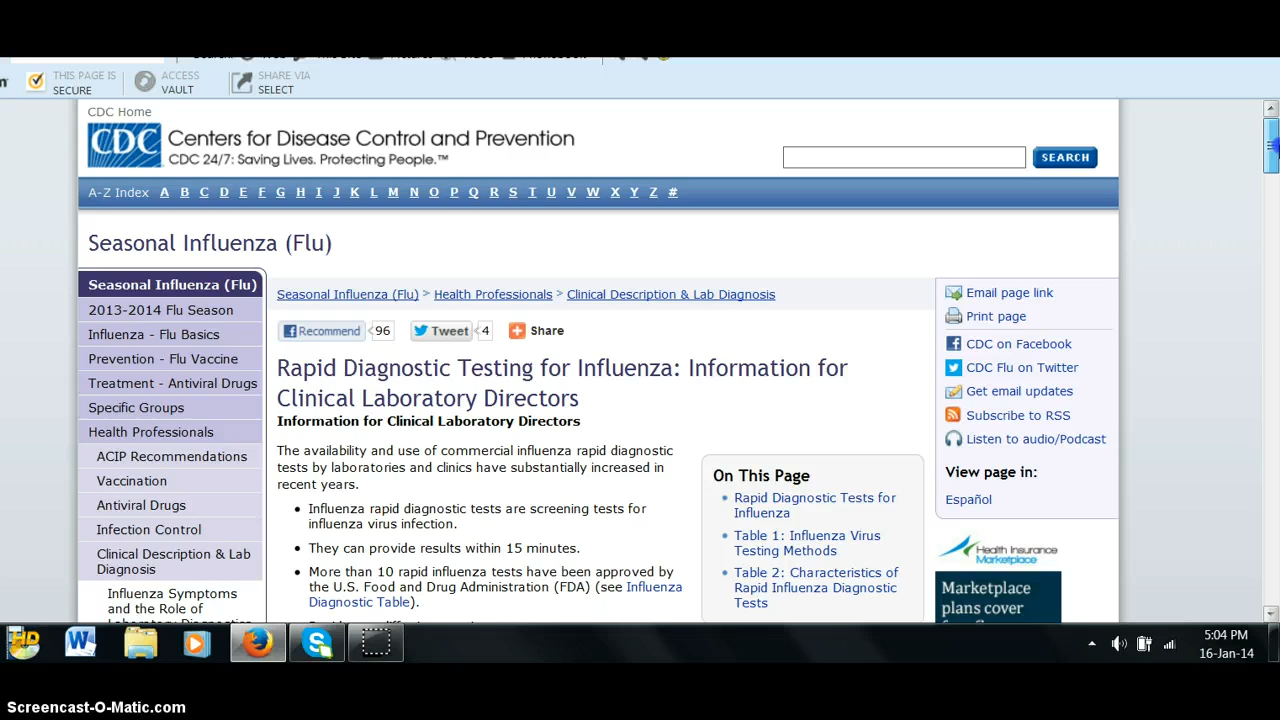 THIS PAGE IS
SECURE
ACCESS
VAULT
SHARE VIA
SELECT
CDC Home
CDC
Centers for Disease Control and Prevention
CDC 24/7: Saving Lives. Protecting People.™
SEARCH
A-Z Index A B C D E F G H I J K L M N O P Q R S T U V W X Y Z #
Seasonal Influenza (Flu)
Seasonal Influenza (Flu)
2013-2014 Flu Season
Influenza - Flu Basics
Prevention - Flu Vaccine
Treatment - Antiviral Drugs
Specific Groups
Health Professionals
ACIP Recommendations
Vaccination
Antiviral Drugs
Infection Control
Clinical Description & Lab
Diagnosis
Influenza Symptoms
and the Role of
Laboratory Diagnostics
Seasonal Influenza (Flu) > Health Professionals > Clinical Description & Lab Diagnosis
Recommend 96 Tweet 4 Share
Rapid Diagnostic Testing for Influenza: Information for
Clinical Laboratory Directors
Information for Clinical Laboratory Directors
The availability and use of commercial influenza rapid diagnostic
tests by laboratories and clinics have substantially increased in
recent years.
• Influenza rapid diagnostic tests are screening tests for
influenza virus infection.
• They can provide results within 15 minutes.
• More than 10 rapid influenza tests have been approved by
the U.S. Food and Drug Administration (FDA) (see Influenza
Diagnostic Table).
On This Page
• Rapid Diagnostic Tests for
Influenza
• Table 1: Influenza Virus
Testing Methods
• Table 2: Characteristics of
Rapid Influenza Diagnostic
Tests
Email page link
Print page
CDC on Facebook
CDC Flu on Twitter
Get email updates
Subscribe to RSS
Listen to audio/Podcast
View page in:
Español
Health Insurance
Marketplace
Marketplace
plans cover
5:04 PM
16-Jan-14
Screencast-O-Matic.com